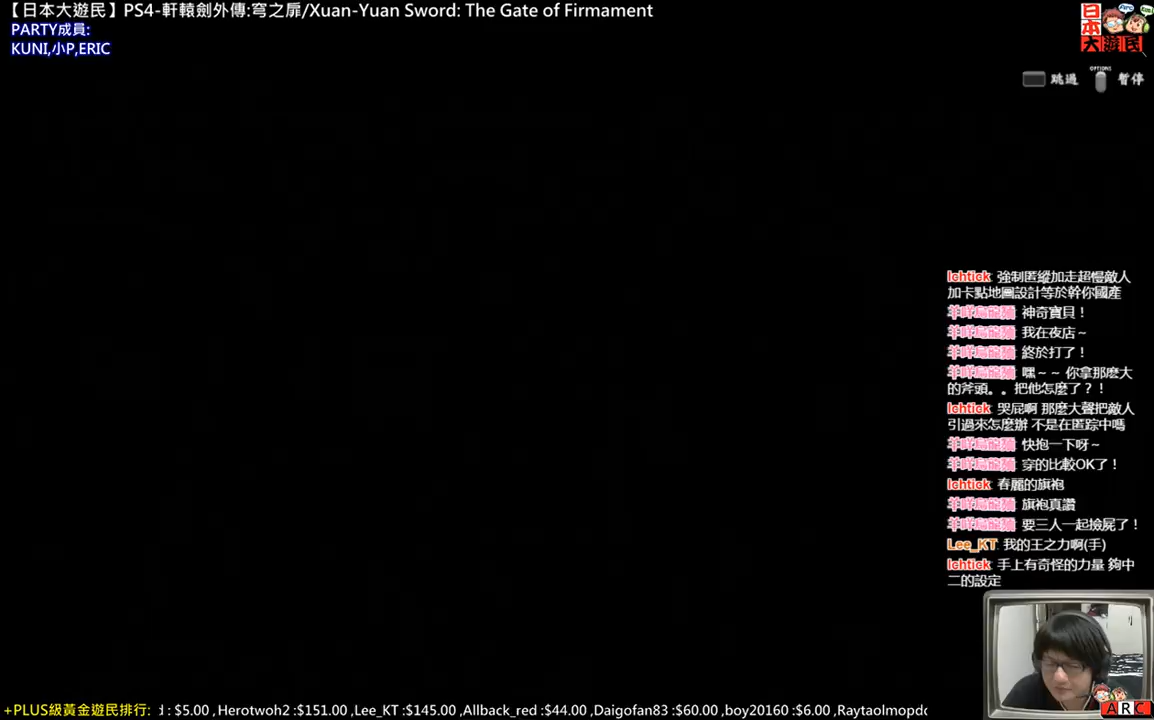 【日本大遊民】PS4-軒轅劍外傳:穹之扉/Xuan-Yuan Sword: The Gate of Firmament
PARTY成員:
KUNI,小P,ERIC
日本大遊民
OPTIONS
跳過 暫停
Ichtick: 強制匿縱加走超慢敵人
加卡點地圖設計等於幹你國產
神奇寶貝！
我在夜店~
終於打了！
嘿~~ 你拿那麼大
的斧頭。。把他怎麼了？！
Ichtick: 哭屁啊 那麼大聲把敵人
引過來怎麼辦 不是在匿踪中嗎
快抱一下呀~
穿的比較OK了！
Ichtick: 春麗的旗袍
旗袍真讚
要三人一起撿屍了！
Lee_KT: 我的王之力啊(手)
Ichtick: 手上有奇怪的力量 夠中
二的設定
ARC
+PLUS級黃金遊民排行: : $5.00 ,Herotwoh2 :$151.00 ,Lee_KT :$145.00 ,Allback_red :$44.00 ,Daigofan83 :$60.00 ,boy20160 :$6.00 ,Raytaolmopdc